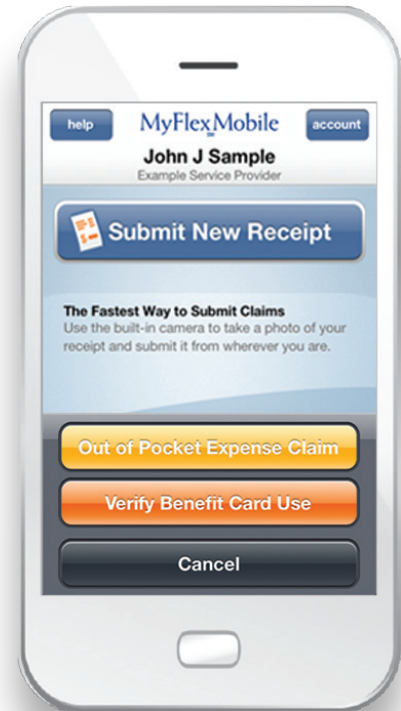 help
MyFlexMobile
SM
account
John J Sample
Example Service Provider
Submit New Receipt
The Fastest Way to Submit Claims
Use the built-in camera to take a photo of your
receipt and submit it from wherever you are.
Out of Pocket Expense Claim
Verify Benefit Card Use
Cancel